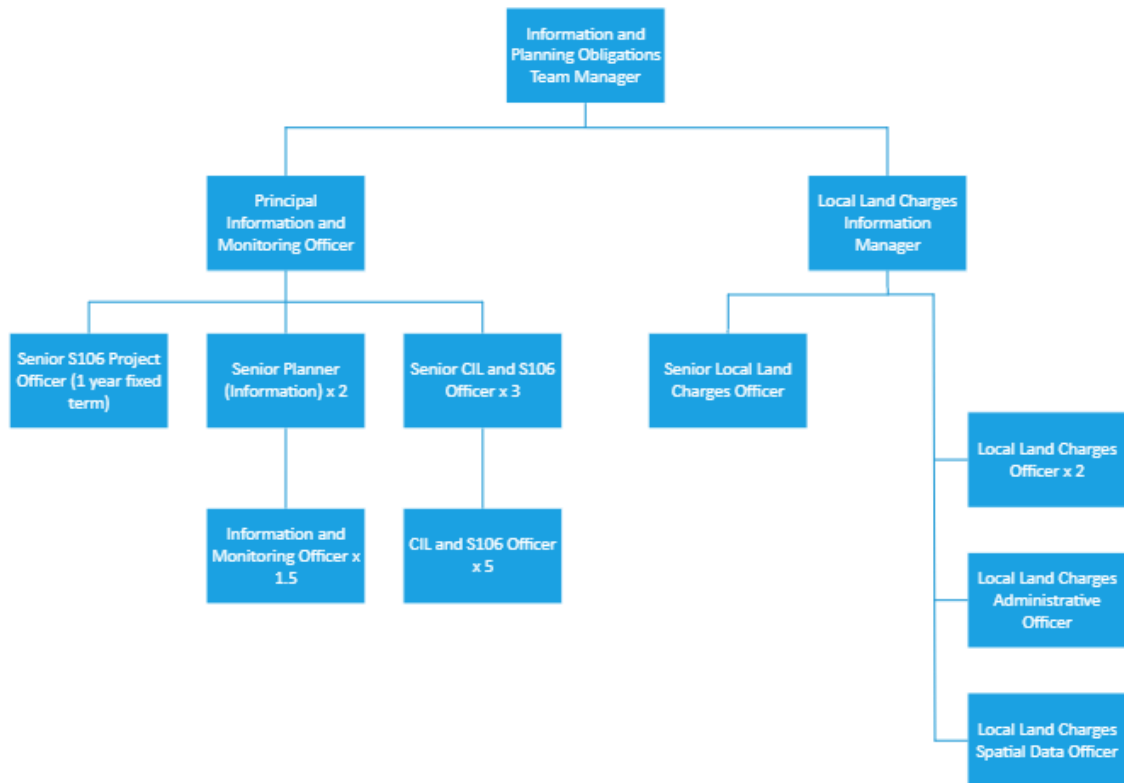 Information and
Planning Obligations
Team Manager
Principal
Information and
Monitoring Officer
Local Land Charges
Information
Manager
Senior S106 Project
Officer (1 year fixed
term)
Senior Planner
(Information) x 2
Senior CIL and S106
Officer x 3
Senior Local Land
Charges Officer
Local Land Charges
Officer x 2
Information and
Monitoring Officer x
1.5
CIL and S106 Officer
x 5
Local Land Charges
Administrative
Officer
Local Land Charges
Spatial Data Officer